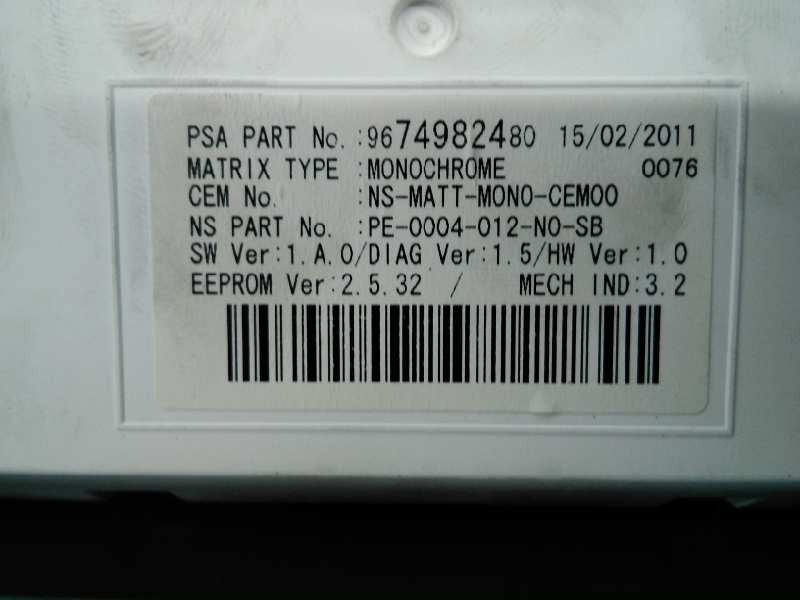 PSA PART No.:9674982480 15/02/2011
MATRIX TYPE :MONOCHROME 0076
CEM No. :NS-MATT-MONO-CEM00
NS PART No. :PE-0004-012-NO-SB
SW Ver:1.A.0/DIAG Ver:1.5/HW Ver:1.0
EEPROM Ver:2.5.32 / MECH IND:3.2